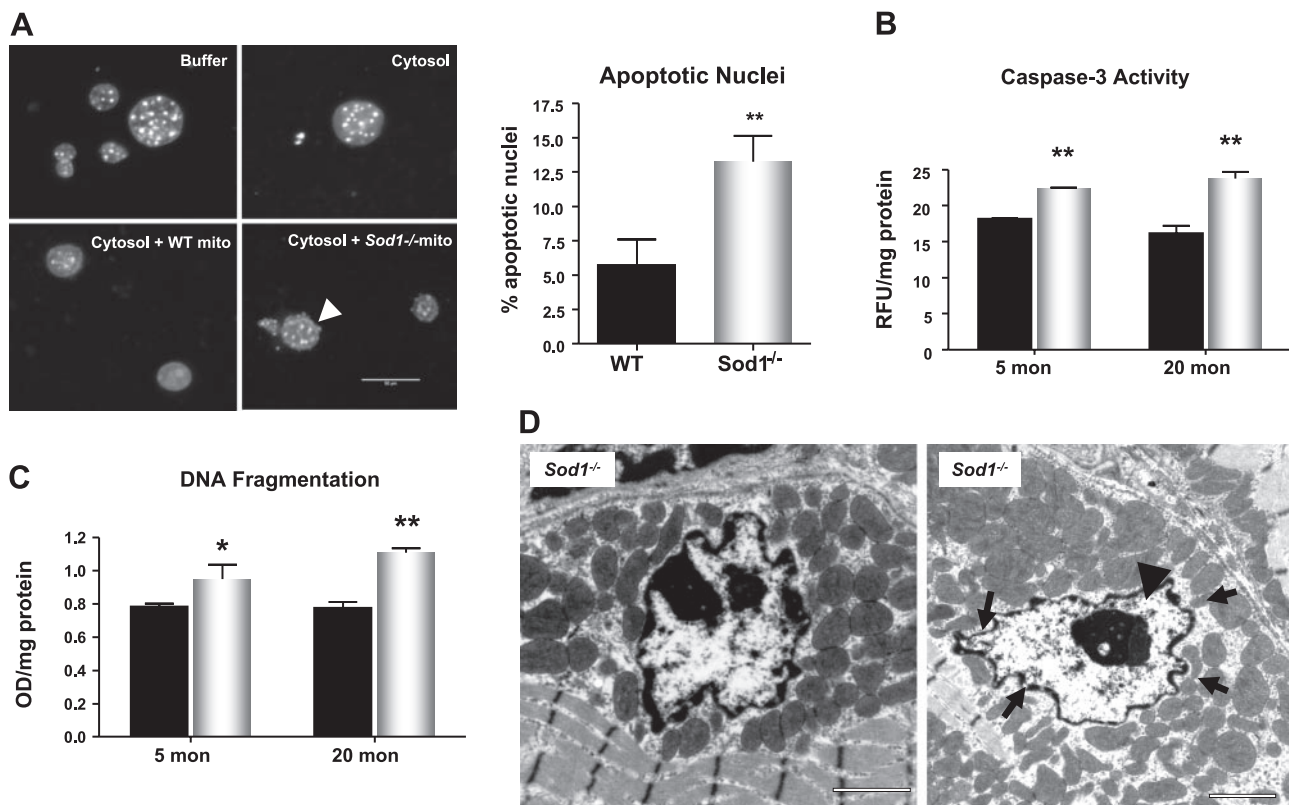 A
Buffer
Cytosol
Cytosol + WT mito
Cytosol + Sod1-/-mito
Apoptotic Nuclei
% apoptotic nuclei
17.5
15.0
12.5
10.0
7.5
5.0
2.5
0.0
**
WT
Sod1-/-
B
Caspase-3 Activity
RFU/mg protein
25
20
15
10
5
0
**
**
5 mon
20 mon
C
DNA Fragmentation
OD/mg protein
1.2
1.0
0.8
0.6
0.4
0.2
0.0
*
**
5 mon
20 mon
D
Sod1-/-
Sod1-/-